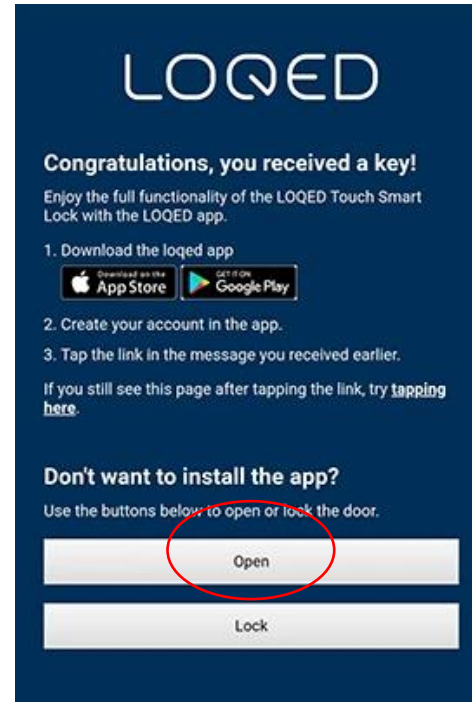 LOQED
Congratulations, you received a key!
Enjoy the full functionality of the LOQED Touch Smart
Lock with the LOQED app.
1. Download the loqed app
Download on the
App Store
GET IT ON
Google Play
2. Create your account in the app.
3. Tap the link in the message you received earlier.
If you still see this page after tapping the link, try tapping
here.
Don't want to install the app?
Use the buttons below to open or lock the door.
Open
Lock